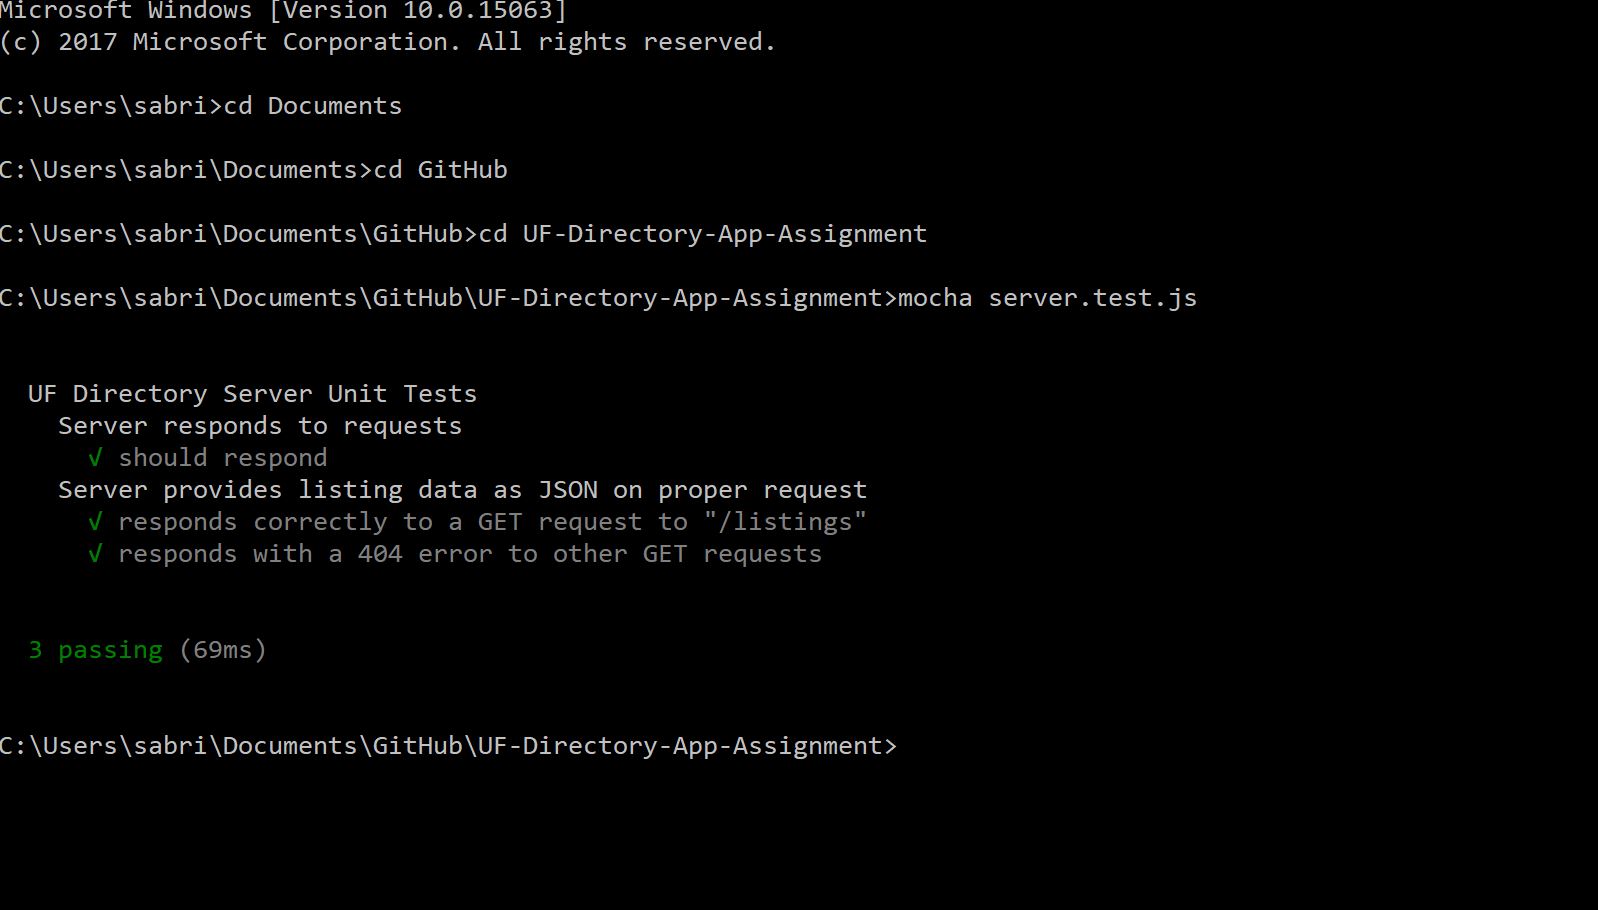 Microsoft Windows [Version 10.0.15063]
(c) 2017 Microsoft Corporation. All rights reserved.
C:\Users\sabri>cd Documents
C:\Users\sabri\Documents>cd GitHub
C:\Users\sabri\Documents\GitHub>cd UF-Directory-App-Assignment
C:\Users\sabri\Documents\GitHub\UF-Directory-App-Assignment>mocha server.test.js
UF Directory Server Unit Tests
Server responds to requests
√ should respond
Server provides listing data as JSON on proper request
√ responds correctly to a GET request to "/listings"
√ responds with a 404 error to other GET requests
3 passing (69ms)
C:\Users\sabri\Documents\GitHub\UF-Directory-App-Assignment>